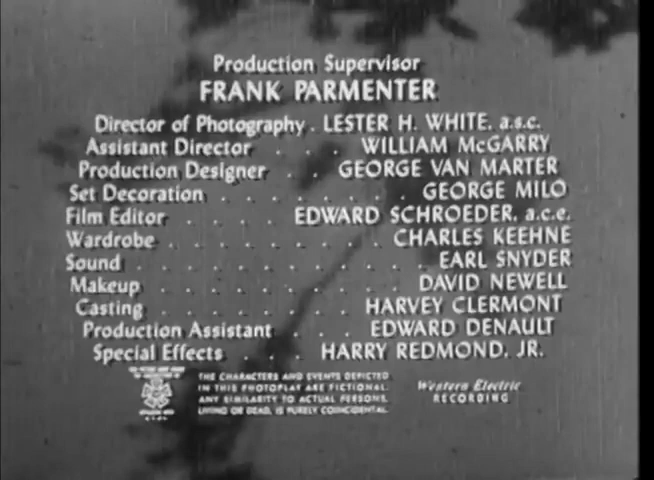 Production Supervisor
FRANK PARMENTER
Director of Photography . LESTER H. WHITE, a.s.c.
Assistant Director . . . . WILLIAM McGARRY
Production Designer . . GEORGE VAN MARTER
Set Decoration . . . . . . . . . GEORGE MILO
Film Editor . . . . . EDWARD SCHROEDER, a.c.e.
Wardrobe . . . . . . . . . CHARLES KEEHNE
Sound . . . . . . . . . . . . EARL SNYDER
Makeup . . . . . . . . . . . DAVID NEWELL
Casting . . . . . . . . HARVEY CLERMONT
Production Assistant . . . . EDWARD DENAULT
Special Effects . . . . HARRY REDMOND, JR.
THE CHARACTERS AND EVENTS DEPICTED
IN THIS PHOTOPLAY ARE FICTIONAL.
ANY SIMILARITY TO ACTUAL PERSONS,
LIVING OR DEAD, IS PURELY COINCIDENTAL.
Western Electric
RECORDING